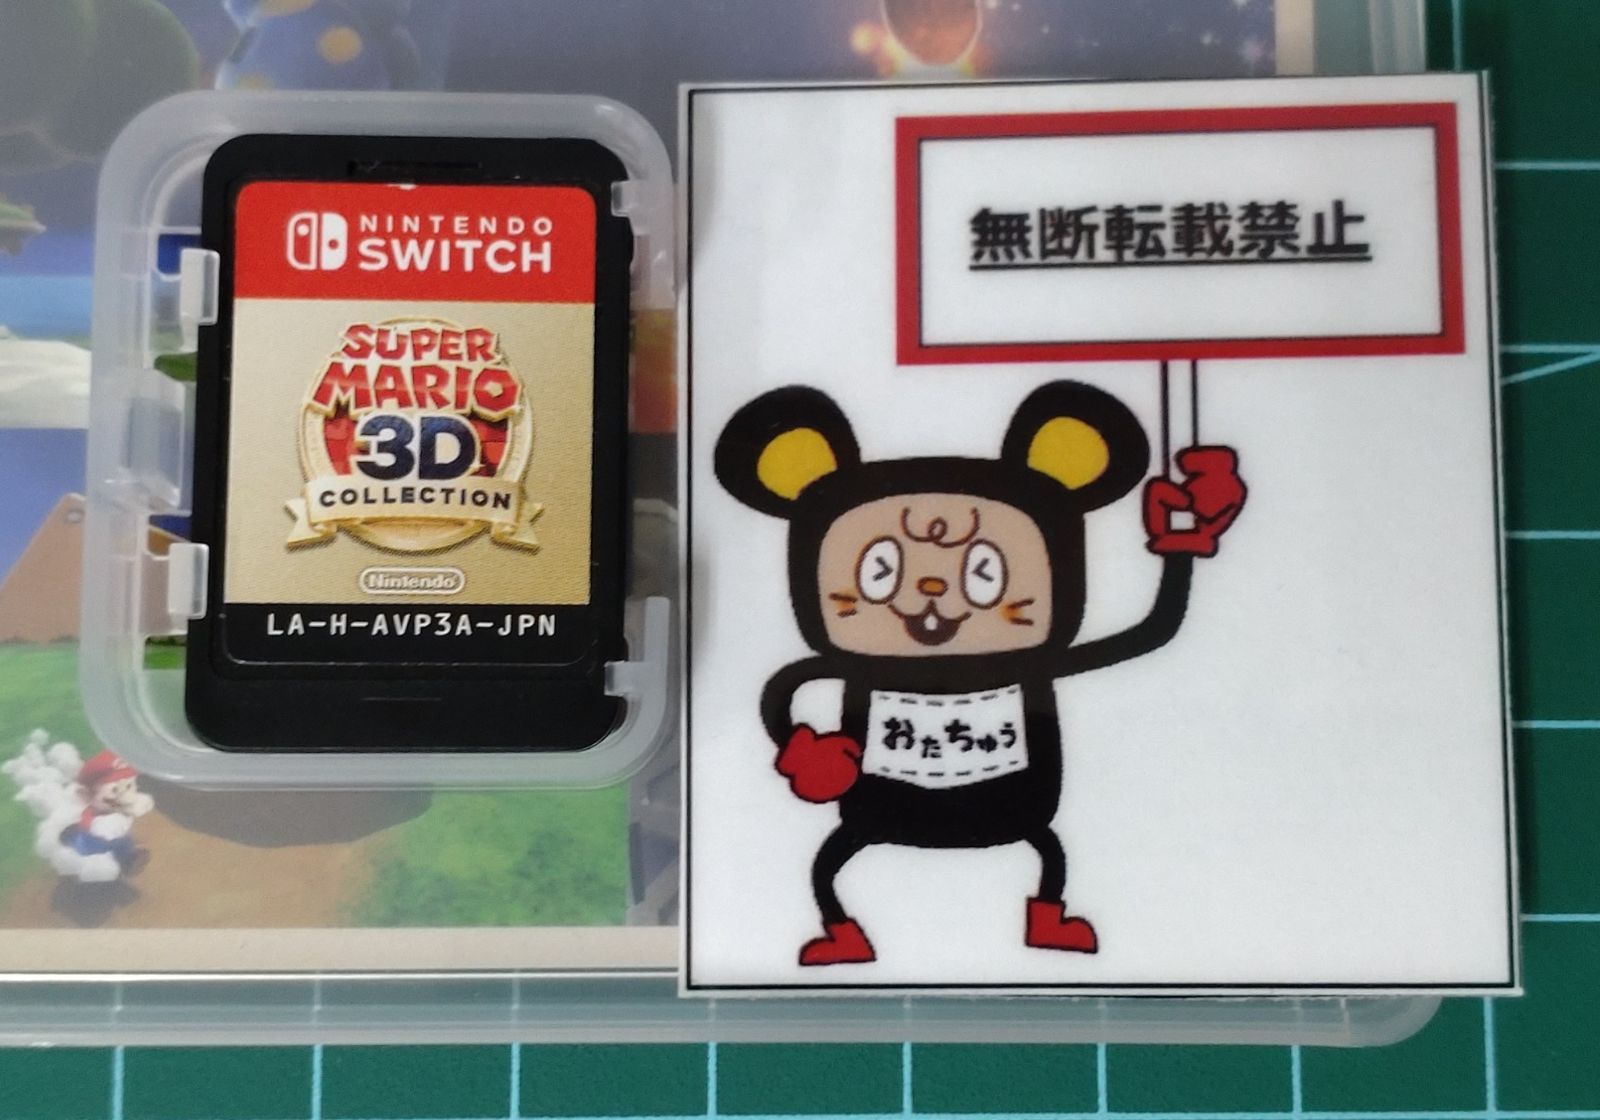 NINTENDO
SWITCH
SUPER
MARIO
3D
COLLECTION
Nintendo
LA-H-AVP3A-JPN
無断転載禁止
おたちゅう